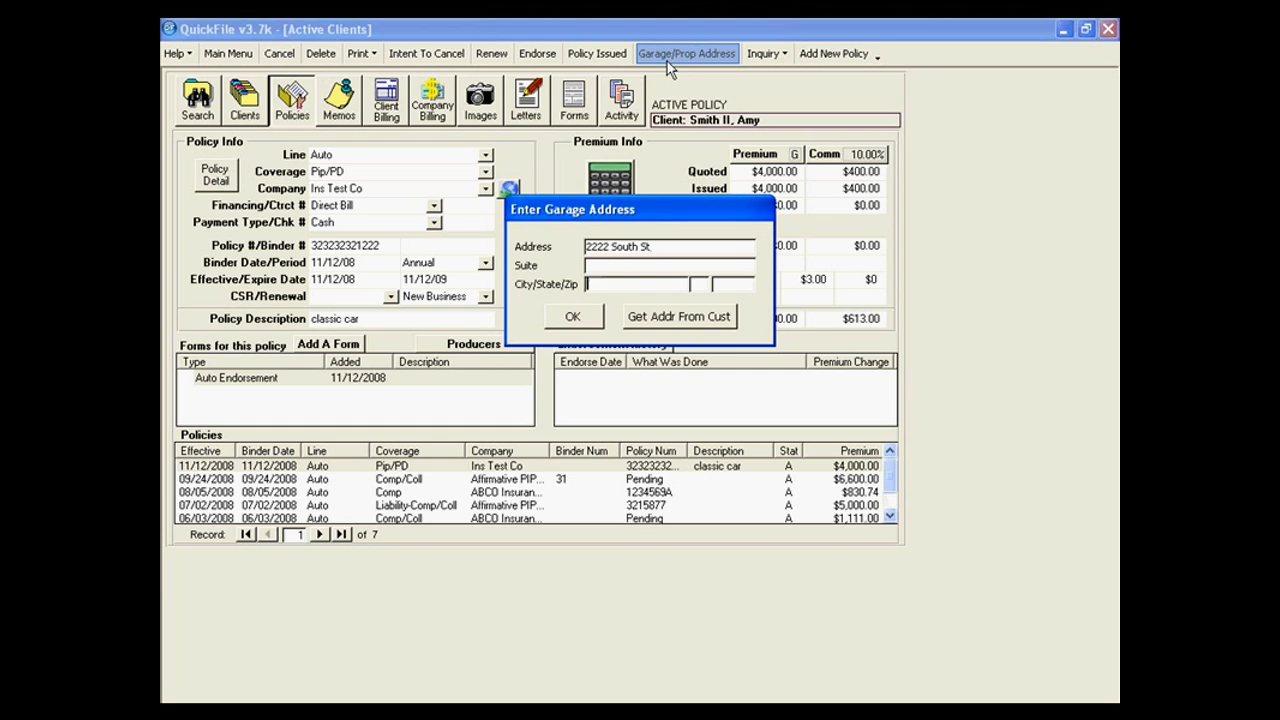 QuickFile v3.7k - [Active Clients]
Help Main Menu Cancel Delete Print Intent To Cancel Renew Endorse Policy Issued Garage/Prop Address Inquiry Add New Policy
Search Clients Policies Memos Client Billing Company Billing Images Letters Forms Activity
ACTIVE POLICY
Client: Smith II, Amy
Policy Info
Premium Info
Policy Detail
Line Auto
Premium G Comm 10.00%
Coverage Pip/PD
Quoted $4,000.00 $400.00
Company Ins Test Co
Issued $4,000.00 $400.00
Financing/Ctrct # Direct Bill
$0.00
Payment Type/Chk # Cash
Policy #/Binder # 323232321222
$0.00
Binder Date/Period 11/12/08 Annual
Effective/Expire Date 11/12/08 11/12/09
$3.00 $0
CSR/Renewal New Business
Policy Description classic car
$613.00
Enter Garage Address
Address 2222 South St
Suite
City/State/Zip
OK Get Addr From Cust
Forms for this policy Add A Form Producers
Type Added Description
Auto Endorsement 11/12/2008
Endorse Date What Was Done Premium Change
Policies
Effective Binder Date Line Coverage Company Binder Num Policy Num Description Stat Premium
11/12/2008 11/12/2008 Auto Pip/PD Ins Test Co 32323232... classic car A $4,000.00
09/24/2008 09/24/2008 Auto Comp/Coll Affirmative PIP... 31 Pending A $6,600.00
08/05/2008 08/05/2008 Auto Comp ABCO Insuran... 1234569A A $830.74
07/02/2008 07/02/2008 Auto Liability-Comp/Coll Affirmative PIP... 3215877 A $5,000.00
06/03/2008 06/03/2008 Auto Comp/Coll ABCO Insuran... Pending A $1,111.00
Record: 1 of 7